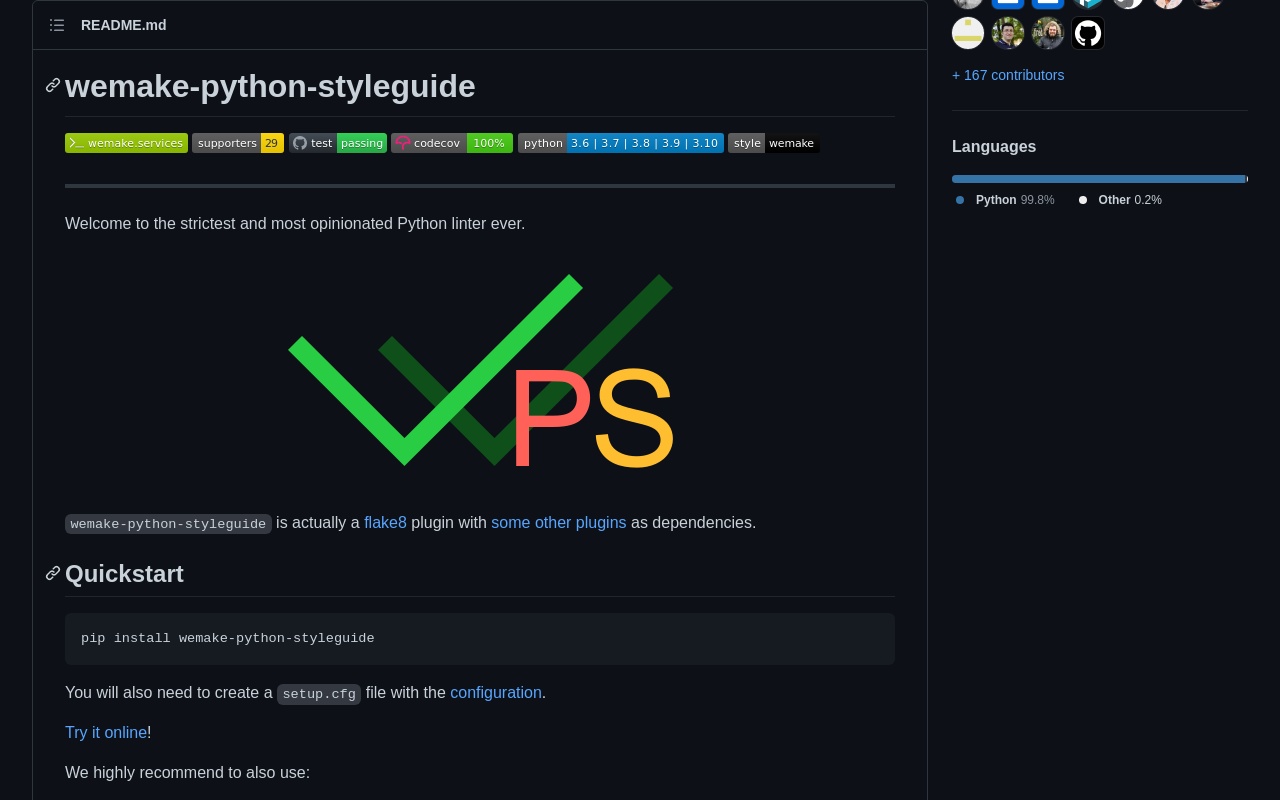 README.md
wemake-python-styleguide
wemake.services supporters 29 test passing codecov 100% python 3.6 | 3.7 | 3.8 | 3.9 | 3.10 style wemake
Welcome to the strictest and most opinionated Python linter ever.
PS
wemake-python-styleguide is actually a flake8 plugin with some other plugins as dependencies.
Quickstart
pip install wemake-python-styleguide
You will also need to create a setup.cfg file with the configuration.
Try it online!
We highly recommend to also use:
+ 167 contributors
Languages
Python 99.8% Other 0.2%